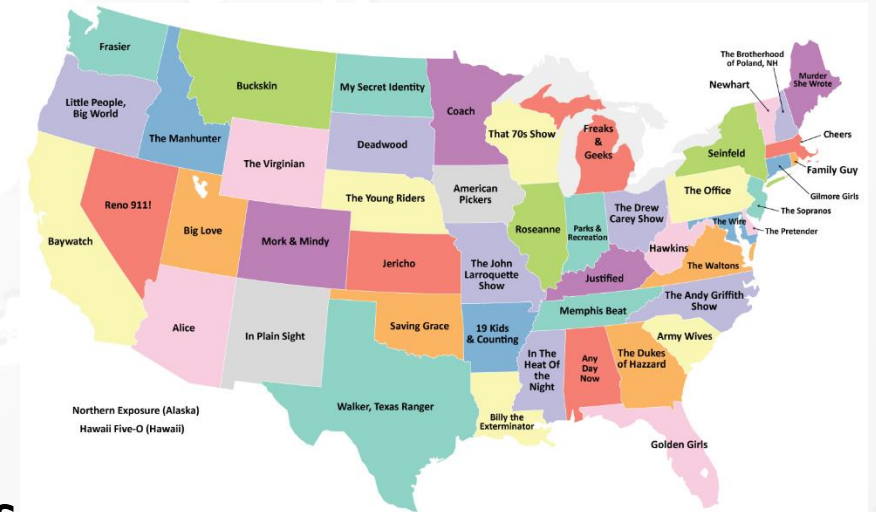 Frasier
Buckskin
My Secret Identity
Coach
The Brotherhood
of Poland, NH
Newhart
Murder
She Wrote
Little People,
Big World
The Manhunter
The Virginian
Deadwood
That 70s Show
Freaks
&
Geeks
Seinfeld
Cheers
Family Guy
Gilmore Girls
The Sopranos
The Pretender
Reno 911!
Big Love
Mork & Mindy
The Young Riders
American
Pickers
Roseanne
Parks &
Recreation
The Drew
Carey Show
The Office
The Wire
Baywatch
Jericho
The John
Larroquette
Show
Justified
Hawkins
The Waltons
Alice
In Plain Sight
Saving Grace
19 Kids
& Counting
Memphis Beat
The Andy Griffith
Show
Army Wives
Walker, Texas Ranger
Billy the
Exterminator
In The
Heat Of
the
Night
Any
Day
Now
The Dukes
of Hazzard
Golden Girls
Northern Exposure (Alaska)
Hawaii Five-O (Hawaii)